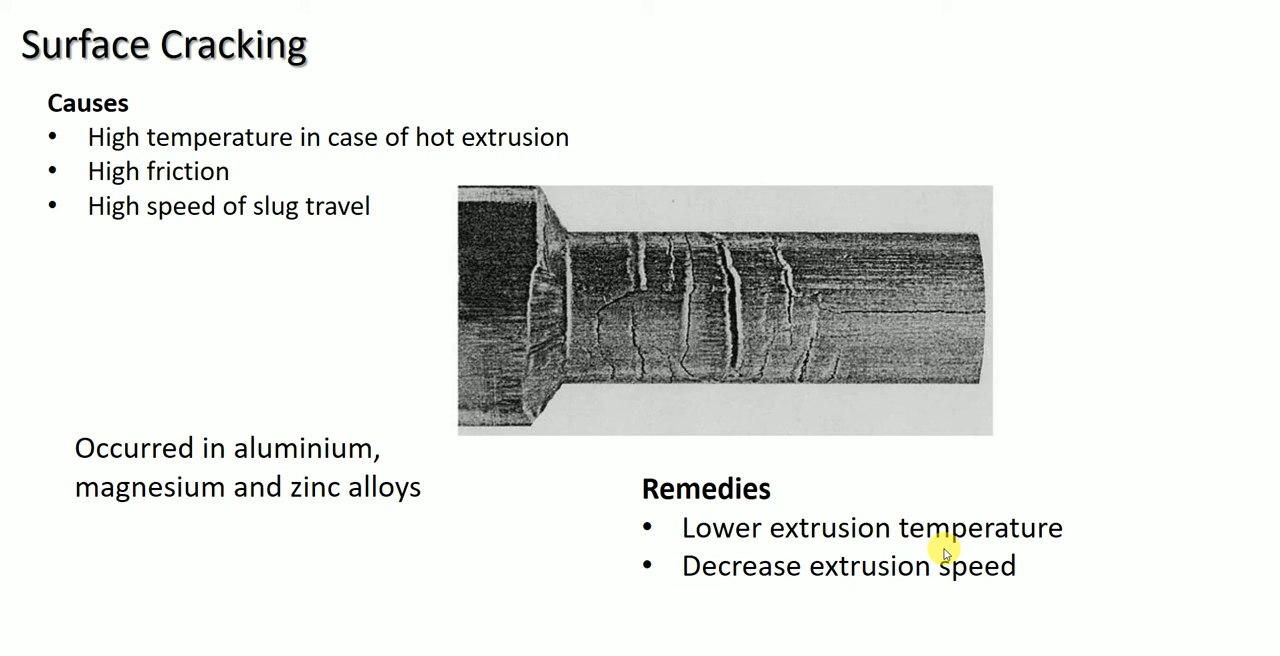 Surface Cracking
Causes
• High temperature in case of hot extrusion
• High friction
• High speed of slug travel
Occurred in aluminium,
magnesium and zinc alloys
Remedies
• Lower extrusion temperature
• Decrease extrusion speed